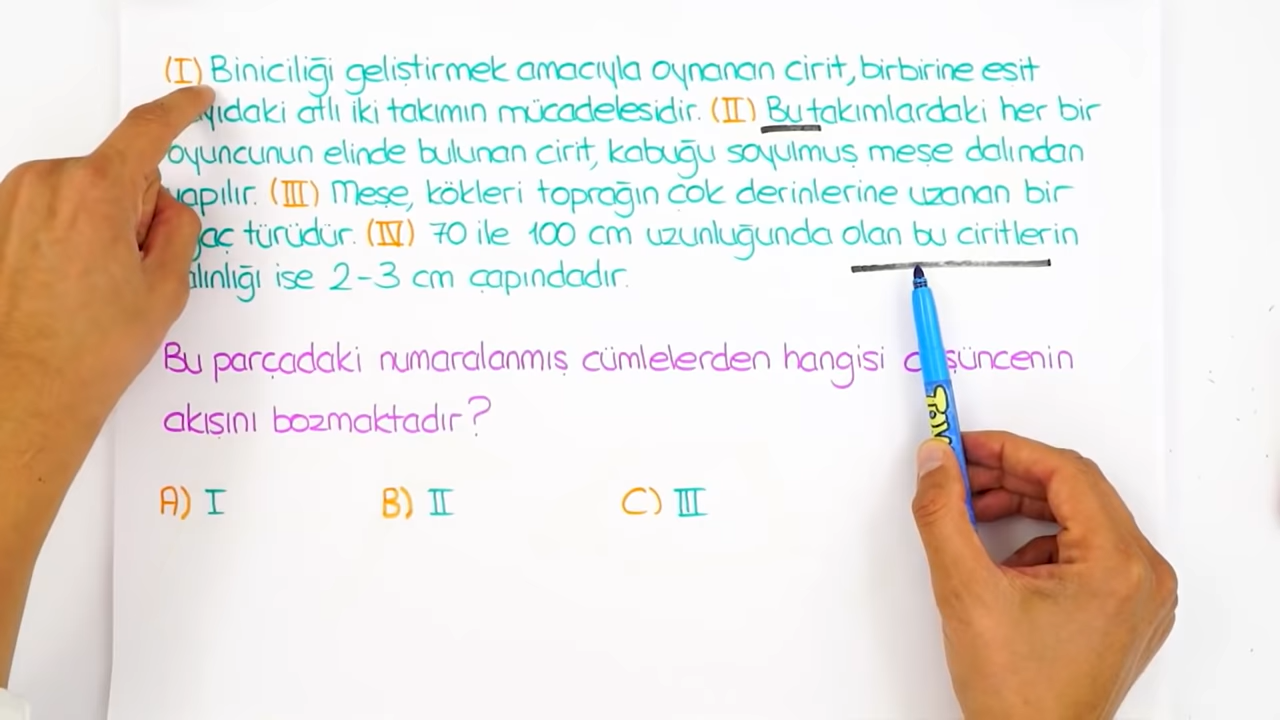 (I) Biniciliği geliştirmek amacıyla oynanan cirit, birbirine eşit
atlı iki takımın mücadelesidir. (II) Bu takımlardaki her bir
oyuncunun elinde bulunan cirit, kabuğu soyulmuş meşe dalından
yapılır. (III) Meşe, kökleri toprağın çok derinlerine uzanan bir
türüdür. (IV) 70 ile 100 cm uzunluğunda olan bu ciritlerin
ise 2-3 cm çapındadır.
Bu parçadaki numaralanmış cümlelerden hangisi düşüncenin
akışını bozmaktadır?
A) I B) II C) III